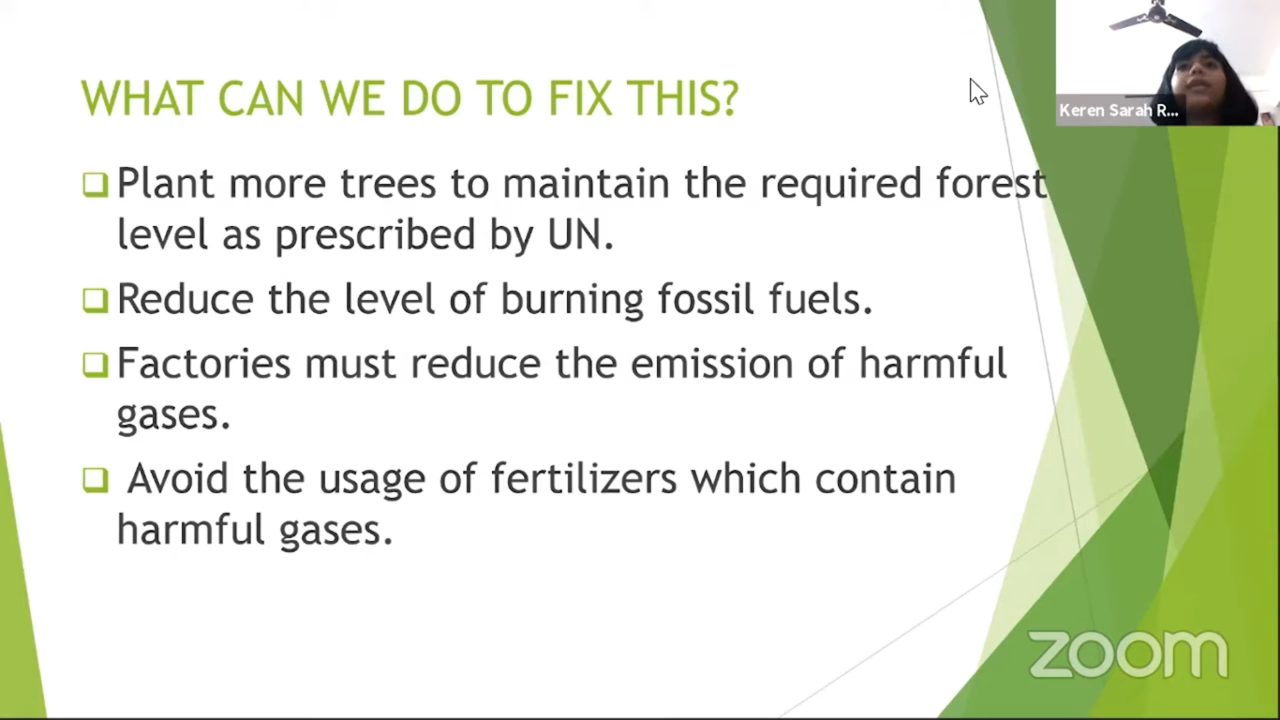 WHAT CAN WE DO TO FIX THIS?
Keren Sarah R...
Plant more trees to maintain the required forest
level as prescribed by UN.
Reduce the level of burning fossil fuels.
Factories must reduce the emission of harmful
gases.
Avoid the usage of fertilizers which contain
harmful gases.
zoom